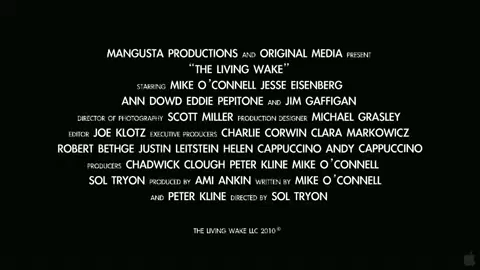 MANGUSTA PRODUCTIONS AND ORIGINAL MEDIA PRESENT
“THE LIVING WAKE”
STARRING MIKE O'CONNELL JESSE EISENBERG
ANN DOWD EDDIE PEPITONE AND JIM GAFFIGAN
DIRECTOR OF PHOTOGRAPHY SCOTT MILLER PRODUCTION DESIGNER MICHAEL GRASLEY
EDITOR JOE KLOTZ EXECUTIVE PRODUCERS CHARLIE CORWIN CLARA MARKOWICZ
ROBERT BETHGE JUSTIN LEITSTEIN HELEN CAPPUCCINO ANDY CAPPUCCINO
PRODUCERS CHADWICK CLOUGH PETER KLINE MIKE O'CONNELL
SOL TRYON PRODUCED BY AMI ANKIN WRITTEN BY MIKE O'CONNELL
AND PETER KLINE DIRECTED BY SOL TRYON
THE LIVING WAKE LLC 2010 ©